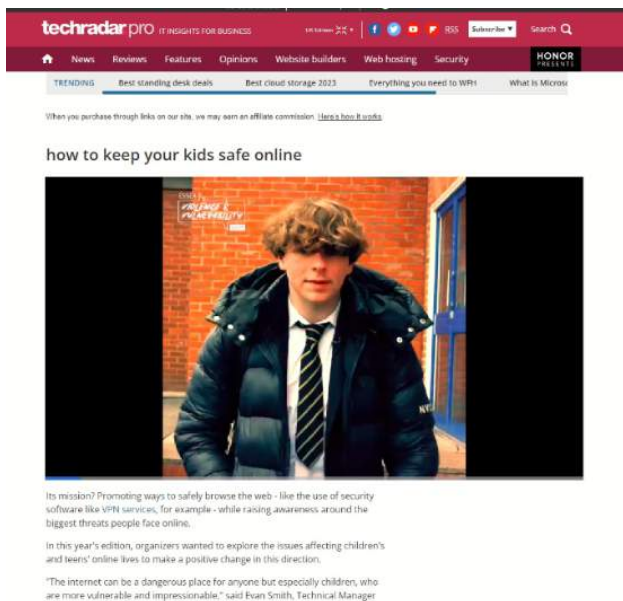 techradar pro IT INSIGHTS FOR BUSINESS
RSS Subscribe Search
News Reviews Features Opinions Website builders Web hosting Security HONOR PRESENTS
TRENDING Best standing desk deals Best cloud storage 2023 Everything you need to WFH What is Micros
When you purchase through links on our site, we may earn an affiliate commission. Here's how it works.
how to keep your kids safe online
VIOLENCE &
VULNERABILITY
Its mission? Promoting ways to safely browse the web - like the use of security
software like VPN services, for example - while raising awareness around the
biggest threats people face online.
In this year's edition, organizers wanted to explore the issues affecting children's
and teens' online lives to make a positive change in this direction.
"The internet can be a dangerous place for anyone but especially children, who
are more vulnerable and impressionable," said Evan Smith, Technical Manager